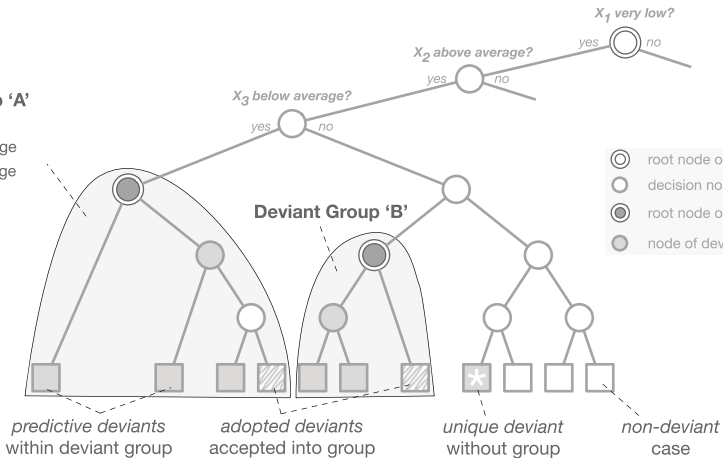 X1 very low?
yes
no
X2 above average?
yes
no
‘A’
X3 below average?
yes
no
root node o
decision no
root node o
node of dev
Deviant Group ‘B’
predictive deviants
within deviant group
adopted deviants
accepted into group
*
unique deviant
without group
non-deviant
case